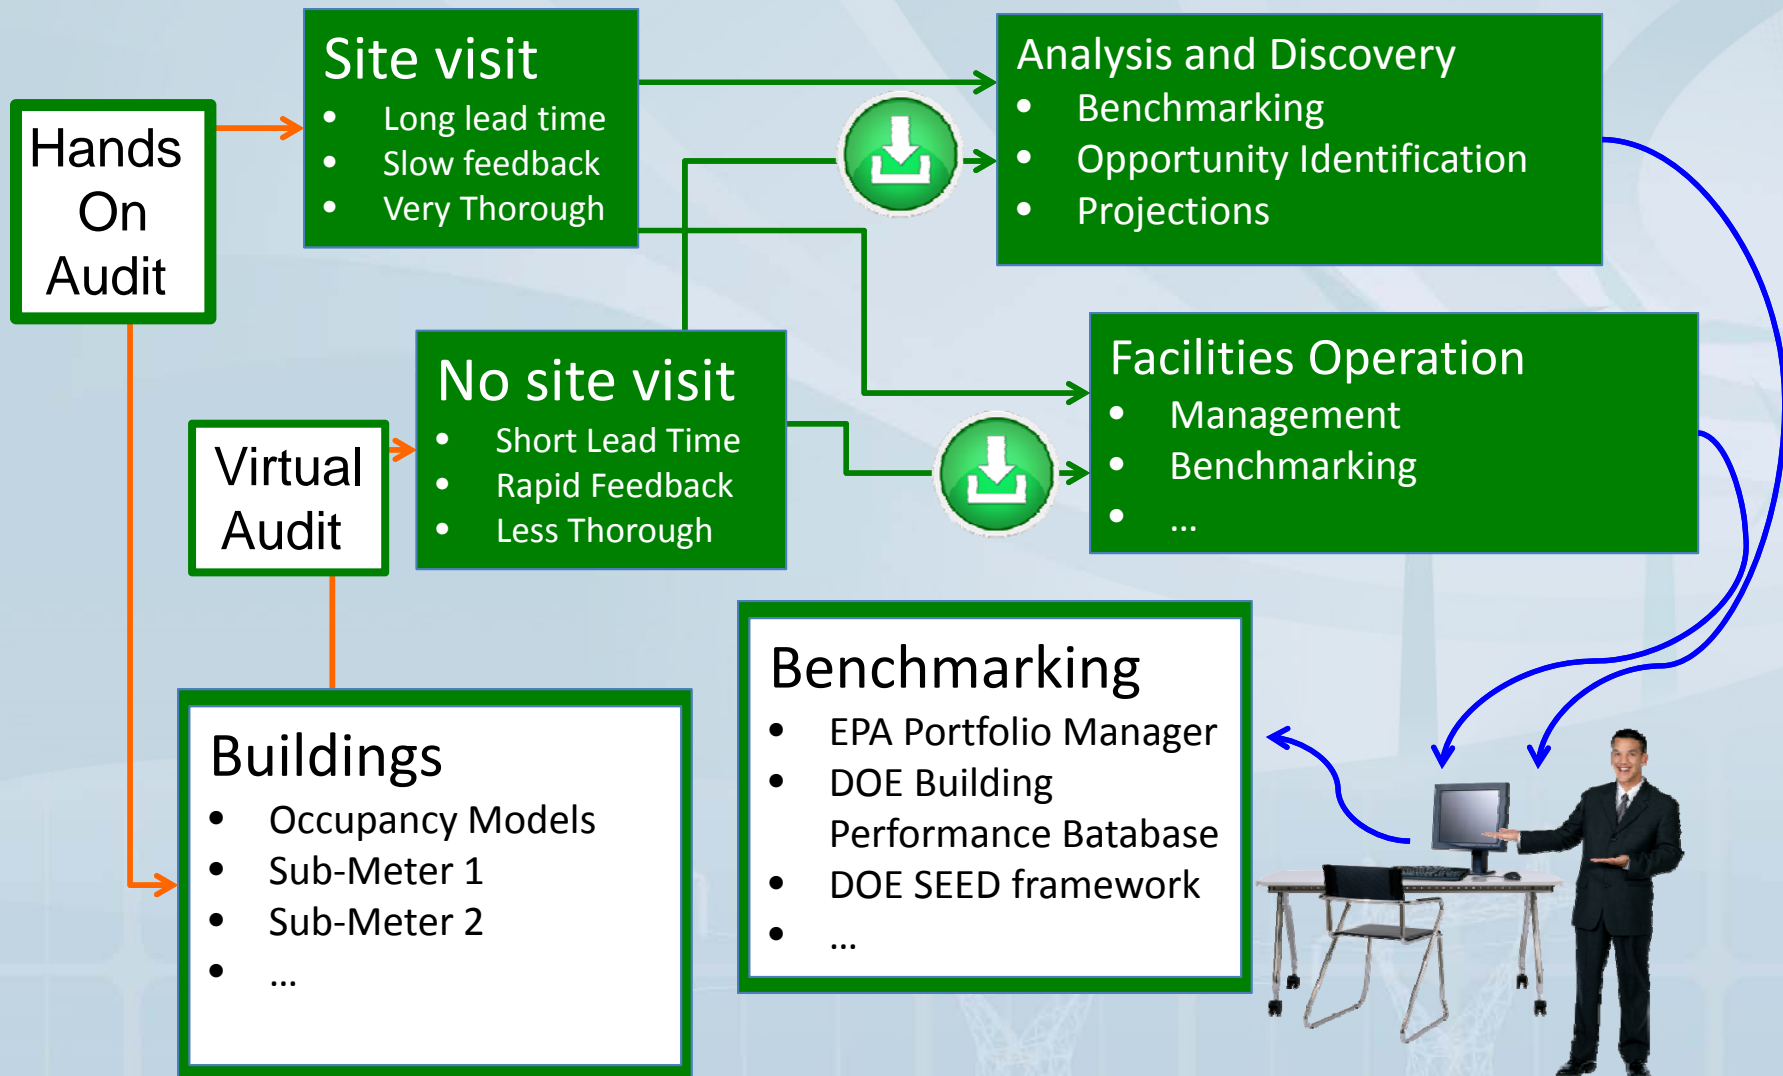 Site visit
• Long lead time
• Slow feedback
• Very Thorough
Analysis and Discovery
• Benchmarking
• Opportunity Identification
• Projections
Hands
On
Audit
No site visit
• Short Lead Time
• Rapid Feedback
• Less Thorough
Facilities Operation
• Management
• Benchmarking
• ...
Virtual
Audit
Buildings
• Occupancy Models
• Sub-Meter 1
• Sub-Meter 2
• ...
Benchmarking
• EPA Portfolio Manager
• DOE Building
Performance Batabase
• DOE SEED framework
• ...